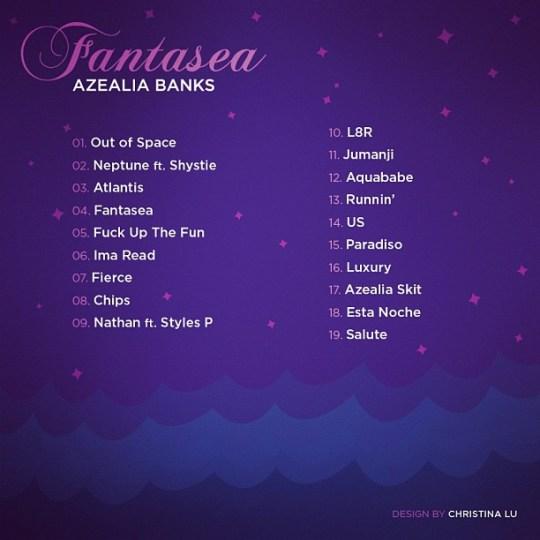 Fantasea
AZEALIA BANKS
01. Out of Space
02. Neptune ft. Shystie
03. Atlantis
04. Fantasea
05. Fuck Up The Fun
06. Ima Read
07. Fierce
08. Chips
09. Nathan ft. Styles P
10. L8R
11. Jumanji
12. Aquababe
13. Runnin'
14. US
15. Paradiso
16. Luxury
17. Azealia Skit
18. Esta Noche
19. Salute
DESIGN BY CHRISTINA LU